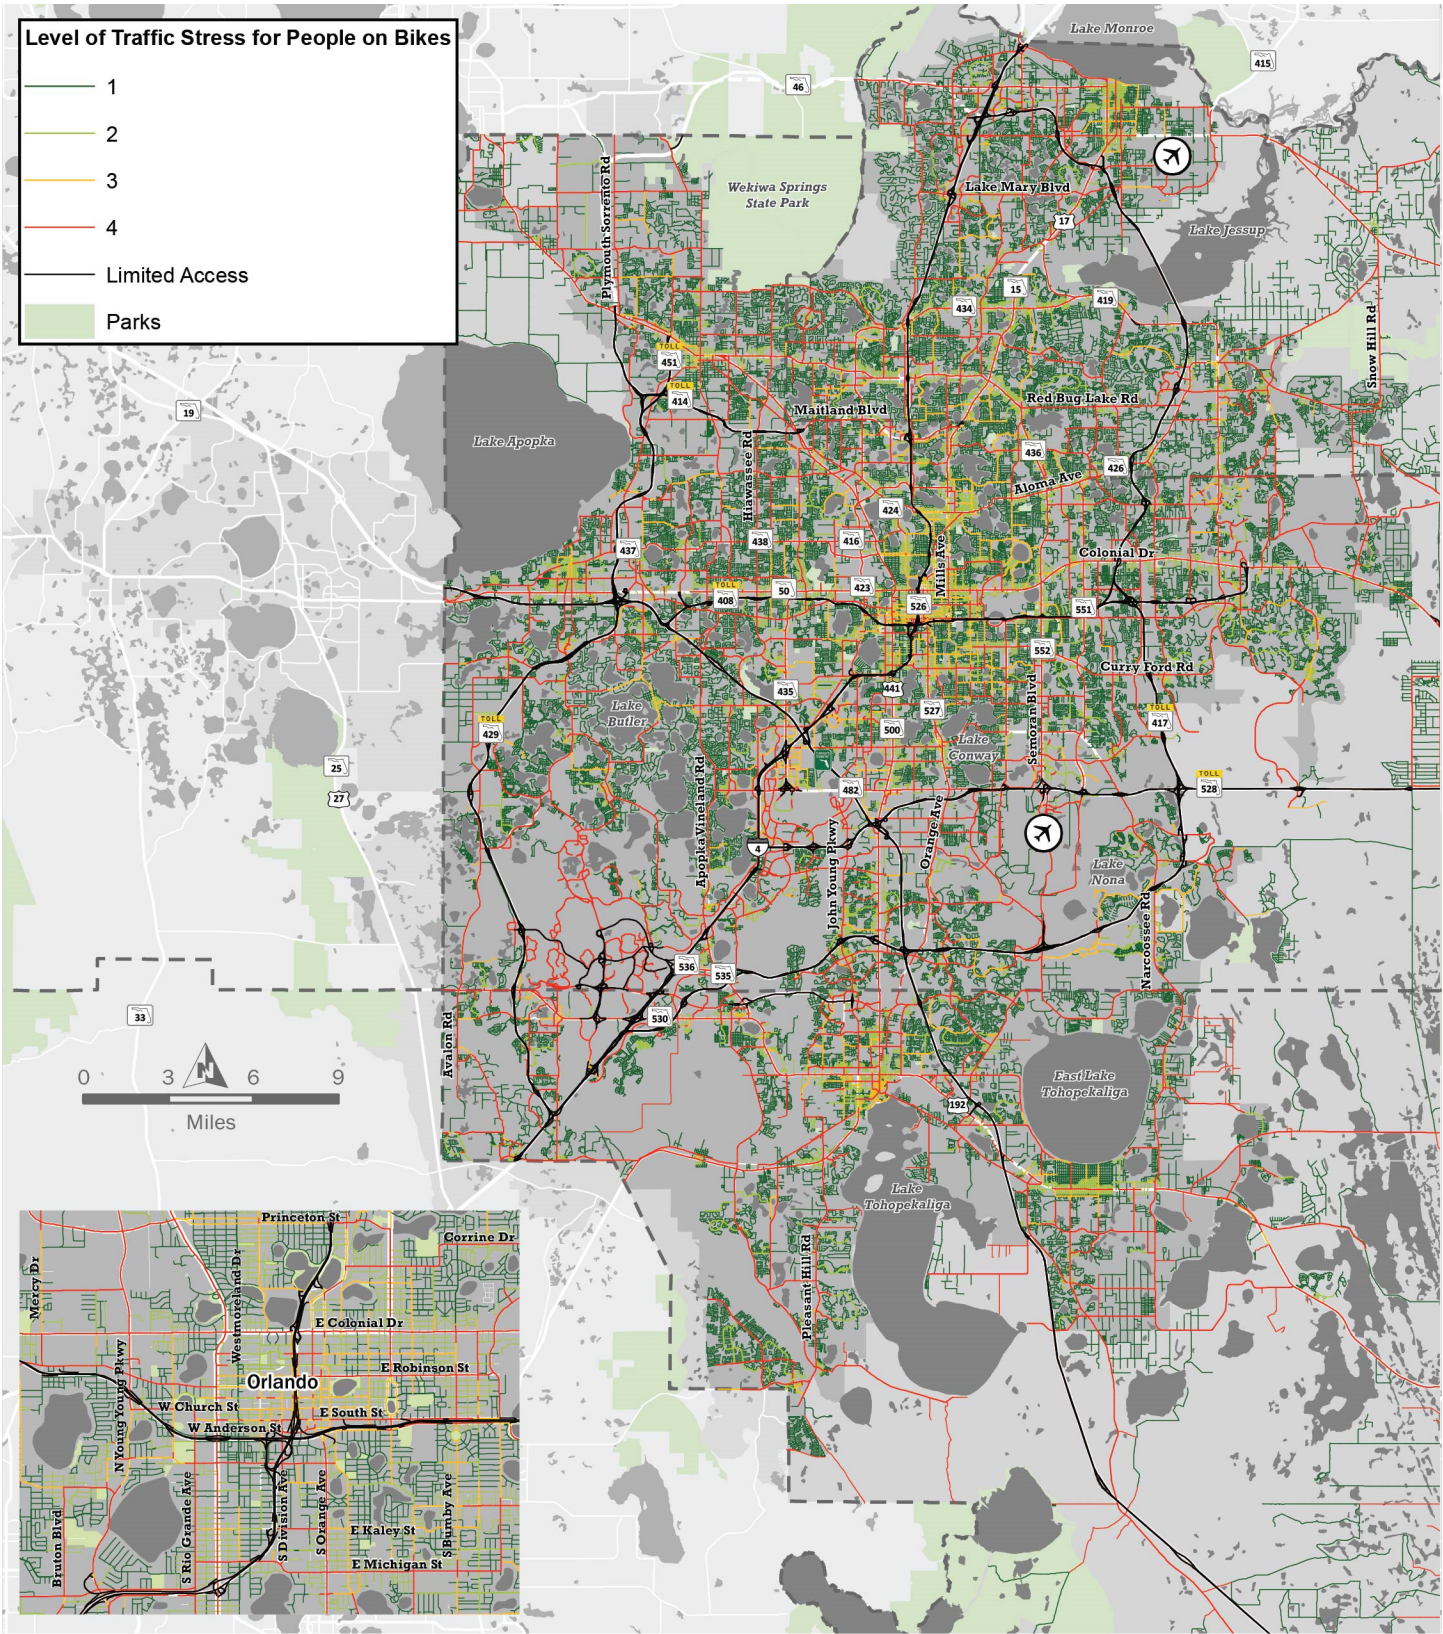 Level of Traffic Stress for People on Bikes
1
2
3
4
Limited Access
Parks
Lake Monroe
415
46
Wekiwa Springs
State Park
Plymouth Sorrento Rd
Lake Mary Blvd
17
Lake Jessup
15
434
419
Snow Hill Rd
TOLL
451
TOLL
414
19
Maitland Blvd
Red Bug Lake Rd
Lake Apopka
Hiawassee Rd
436
426
Aloma Ave
424
437
438
416
Mills Ave
Colonial Dr
TOLL
408
50
423
526
551
552
Curry Ford Rd
435
441
Lake
Butler
527
Semoran Blvd
TOLL
417
TOLL
429
500
Lake
Conway
25
27
Apopka Vineland Rd
482
TOLL
528
Orange Ave
4
John Young Pkwy
Lake
Nona
Narcoossee Rd
536
535
33
530
Avalon Rd
N
0
3
6
9
Miles
East Lake
Tohopekaliga
192
Lake
Tohopekaliga
Pleasant Hill Rd
Princeton St
Corrine Dr
Mercy Dr
Westmoreland Dr
E Colonial Dr
N Young Young Pkwy
E Robinson St
Orlando
W Church St
E South St
W Anderson St
S Rio Grande Ave
S Division Ave
S Orange Ave
S Bumby Ave
Bruton Blvd
E Kaley St
E Michigan St